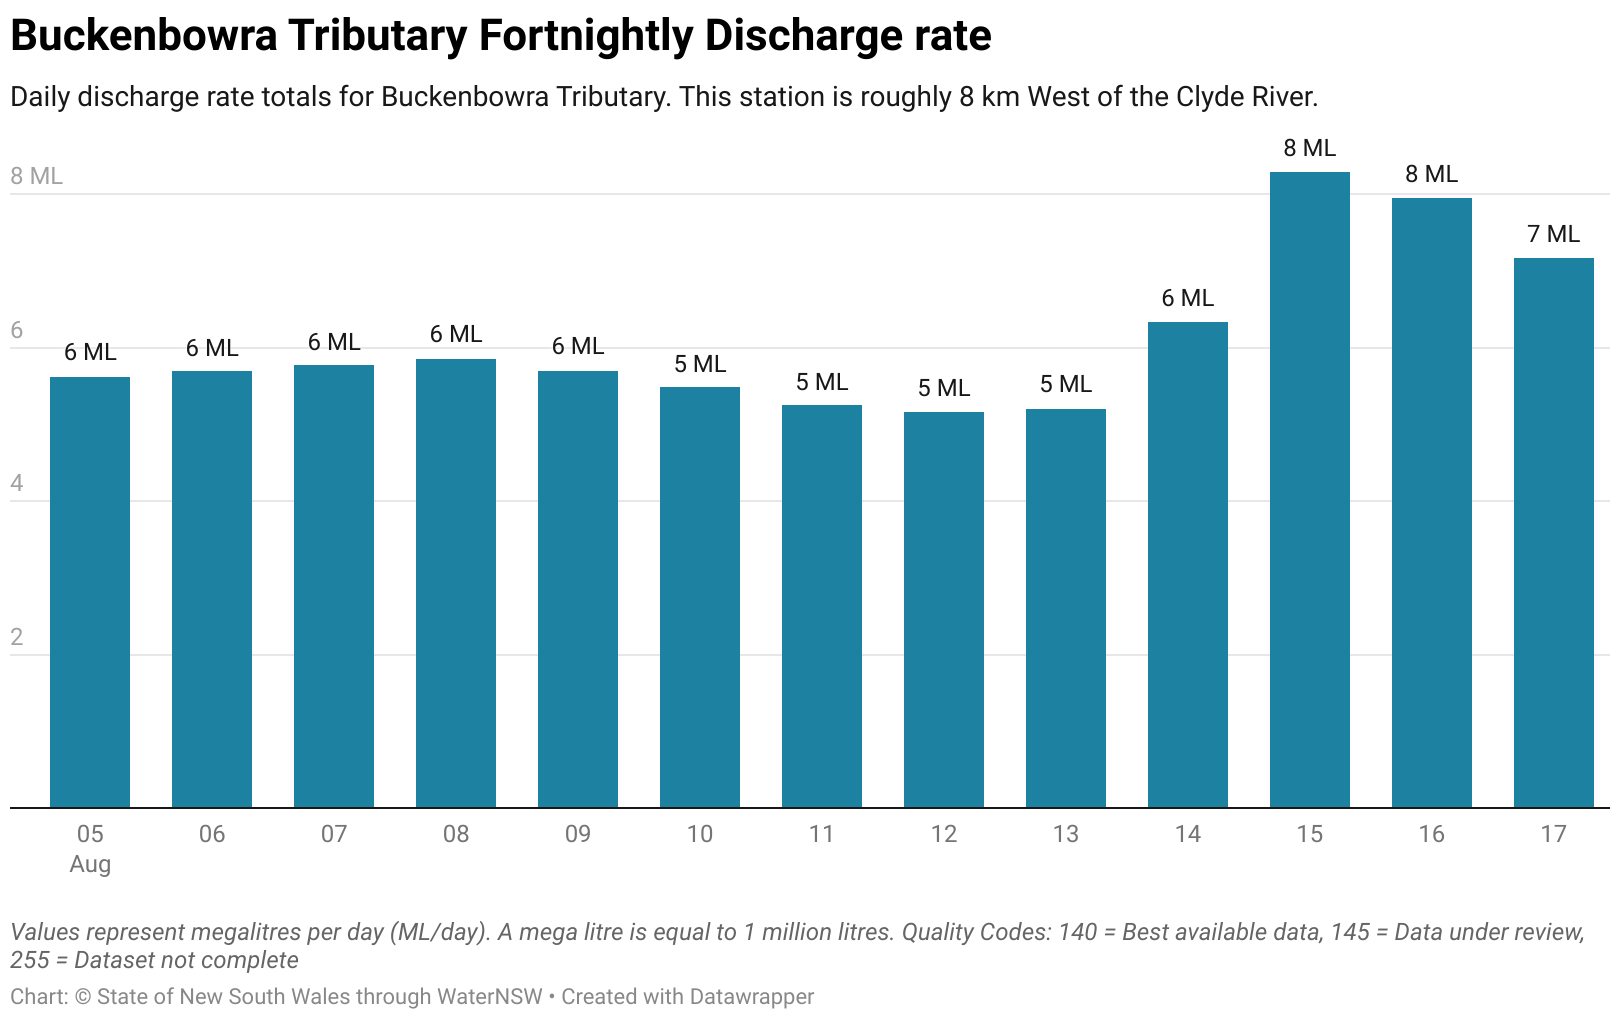 Buckenbowra Tributary Fortnightly Discharge rate
Daily discharge rate totals for Buckenbowra Tributary. This station is roughly 8 km West of the Clyde River.
8 ML
6
4
2
6 ML
6 ML
6 ML
6 ML
6 ML
5 ML
5 ML
5 ML
5 ML
6 ML
8 ML
8 ML
7 ML
05 06 07 08 09 10 11 12 13 14 15 16 17
Aug
Values represent megalitres per day (ML/day). A mega litre is equal to 1 million litres. Quality Codes: 140 = Best available data, 145 = Data under review,
255 = Dataset not complete
Chart: © State of New South Wales through WaterNSW • Created with Datawrapper